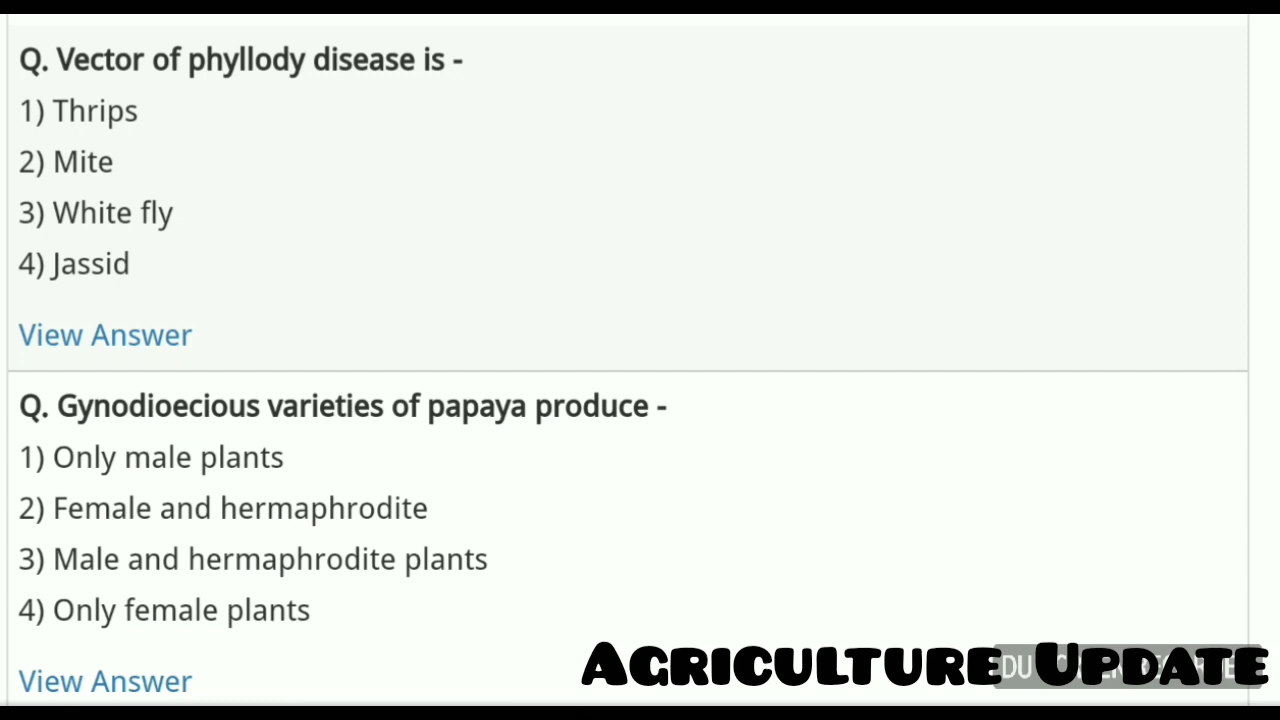 Q. Vector of phyllody disease is -
1) Thrips
2) Mite
3) White fly
4) Jassid
View Answer
Q. Gynodioecious varieties of papaya produce -
1) Only male plants
2) Female and hermaphrodite
3) Male and hermaphrodite plants
4) Only female plants
View Answer
Agriculture Update